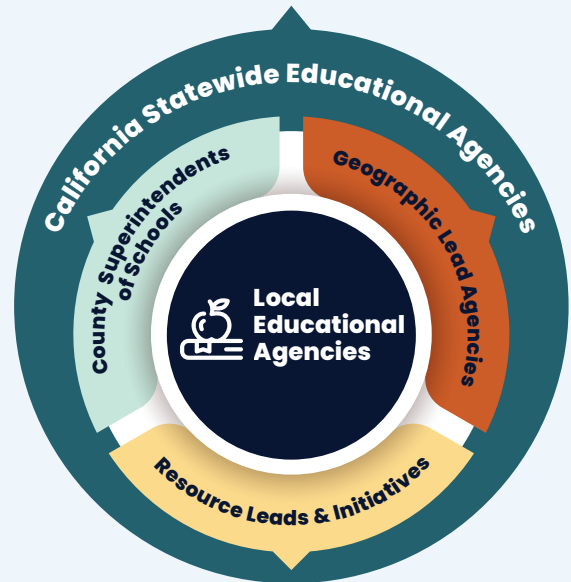 California Statewide Educational Agencies
County Superintendents
of Schools
Geographic Lead Agencies
Local
Educational
Agencies
Resource Leads & Initiatives